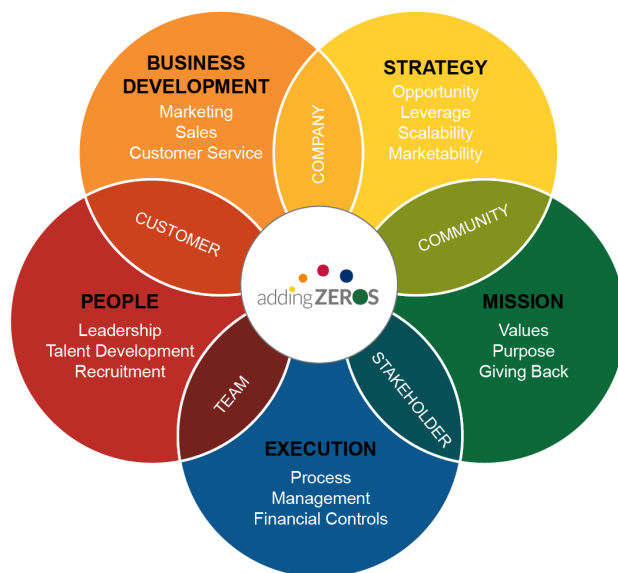 BUSINESS
DEVELOPMENT
Marketing
Sales
Customer Service
COMPANY
STRATEGY
Opportunity
Leverage
Scalability
Marketability
CUSTOMER
COMMUNITY
addingZEROS
PEOPLE
Leadership
Talent Development
Recruitment
MISSION
Values
Purpose
Giving Back
TEAM
STAKEHOLDER
EXECUTION
Process
Management
Financial Controls